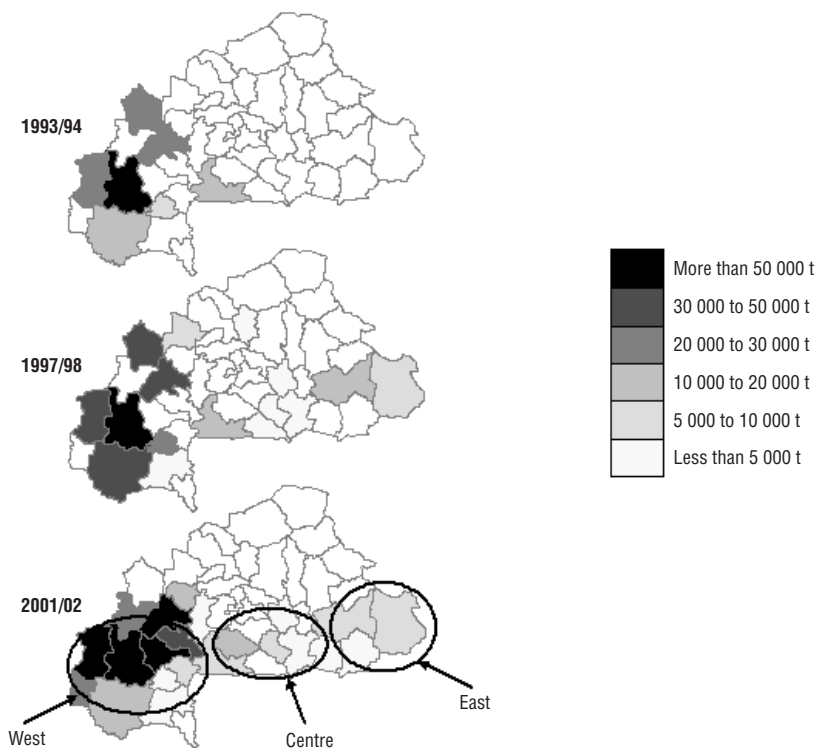 1993/94
1997/98
2001/02
More than 50 000 t
30 000 to 50 000 t
20 000 to 30 000 t
10 000 to 20 000 t
5 000 to 10 000 t
Less than 5 000 t
West
Centre
East